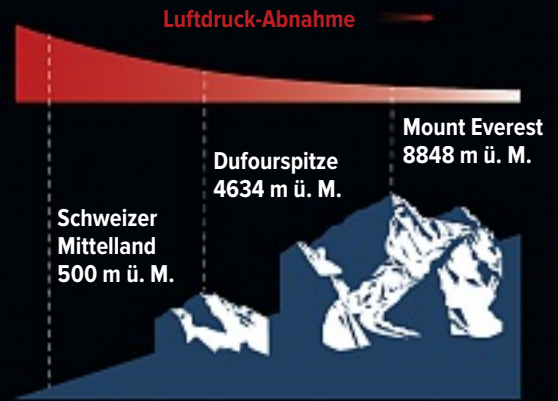 Luftdruck-Abnahme
Mount Everest
8848 m ü. M.
Dufourspitze
4634 m ü. M.
Schweizer
Mittelland
500 m ü. M.